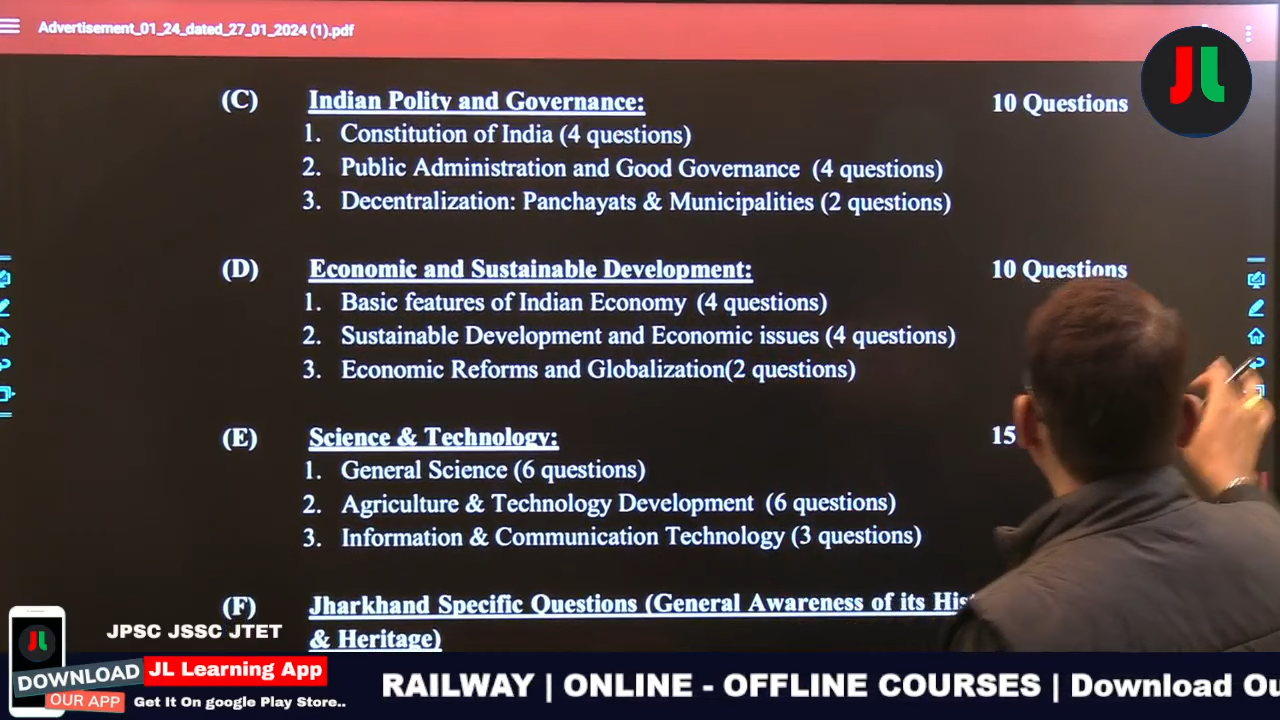 Advertisement_01_24_dated_27_01_2024 (1).pdf
JL
(C) Indian Polity and Governance: 10 Questions
1. Constitution of India (4 questions)
2. Public Administration and Good Governance (4 questions)
3. Decentralization: Panchayats & Municipalities (2 questions)
(D) Economic and Sustainable Development: 10 Questions
1. Basic features of Indian Economy (4 questions)
2. Sustainable Development and Economic issues (4 questions)
3. Economic Reforms and Globalization(2 questions)
(E) Science & Technology: 15
1. General Science (6 questions)
2. Agriculture & Technology Development (6 questions)
3. Information & Communication Technology (3 questions)
(F) Jharkhand Specific Questions (General Awareness of its
& Heritage)
JL
JPSC JSSC JTET
DOWNLOAD JL Learning App
OUR APP Get It On google Play Store..
RAILWAY | ONLINE - OFFLINE COURSES | Download